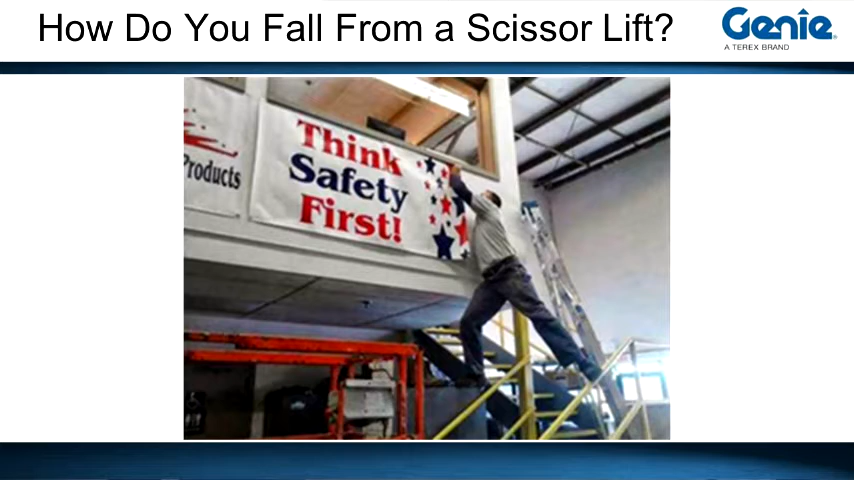 How Do You Fall From a Scissor Lift?
Genie
A TEREX BRAND
Products
Think
Safety
First!